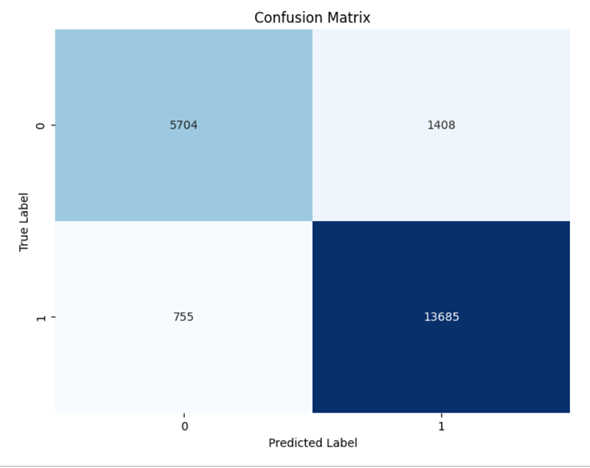 Confusion Matrix
True Label
0
5704
1408
1
755
13685
0
1
Predicted Label